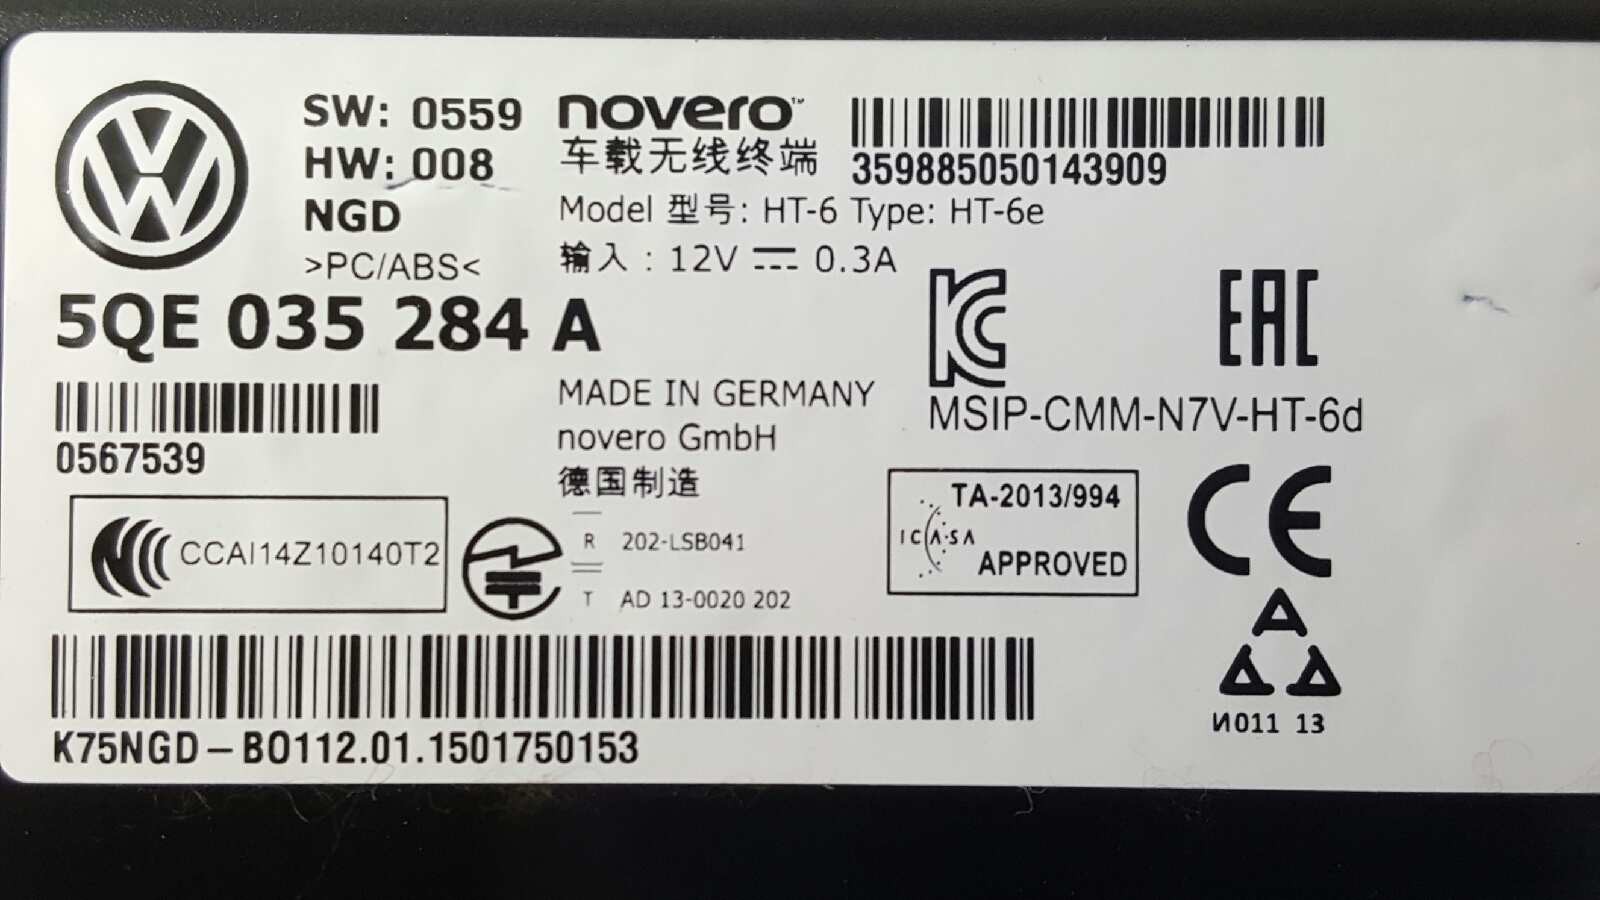 SW: 0559
HW: 008
NGD
>PC/ABS<
5QE 035 284 A
0567539
novero™
车载无线终端
359885050143909
Model 型号: HT-6 Type: HT-6e
输入 : 12V ⎓ 0.3A
MADE IN GERMANY
novero GmbH
德国制造
EAC
MSIP-CMM-N7V-HT-6d
CCAI14Z10140T2
R 202-LSB041
T AD 13-0020 202
TA-2013/994
ICASA
APPROVED
CE
И011 13
K75NGD-BO112.01.1501750153